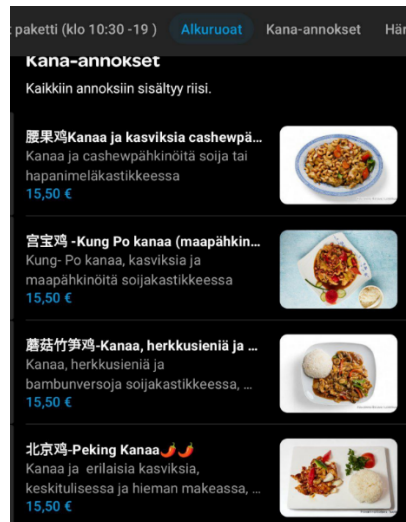 paketti (klo 10:30 -19 ) Alkuruoat Kana-annokset Här
Kana-annokset
Kaikkiin annoksiin sisältyy riisi.
腰果鸡Kanaa ja kasviksia cashewpä...
Kanaa ja cashewpähkinöitä soija tai
hapanimeläkastikkeessa
15,50 €
宫宝鸡 -Kung Po kanaa (maapähkin...
Kung- Po kanaa, kasviksia ja
maapähkinöitä soijakastikkeessa
15,50 €
蘑菇竹笋鸡-Kanaa, herkkusieniä ja ...
Kanaa, herkkusieniä ja
bambunversoja soijakastikkeessa, ...
15,50 €
北京鸡-Peking Kanaa🌶️🌶️
Kanaa ja erilaisia kasviksia,
keskitulisessa ja hieman makeassa, ...
15,50 €